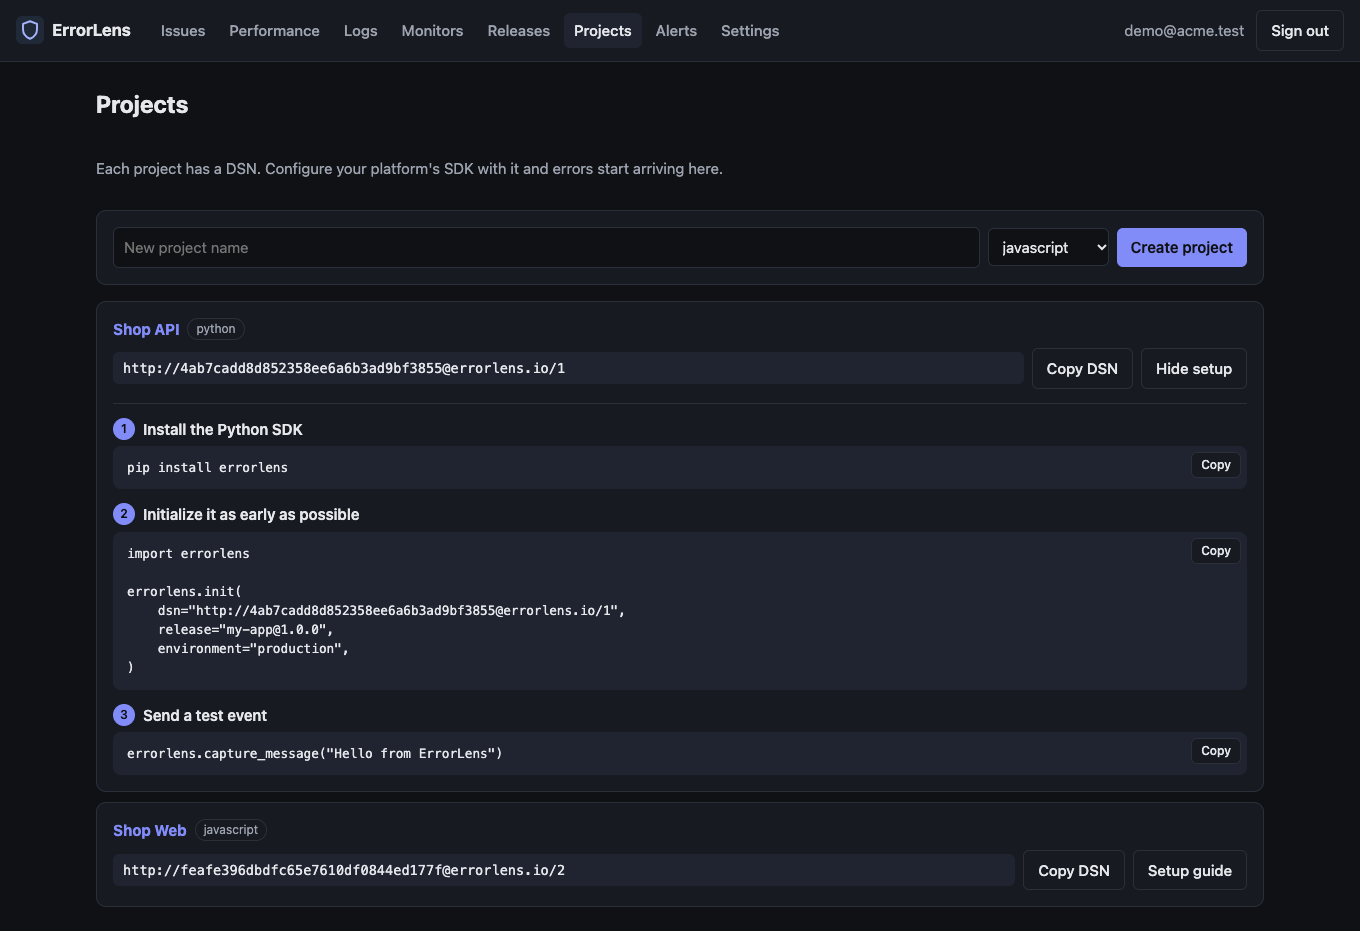 ErrorLens Issues Performance Logs Monitors Releases Projects Alerts Settings demo@acme.test Sign out
Projects
Each project has a DSN. Configure your platform's SDK with it and errors start arriving here.
New project name javascript Create project
Shop API python
http://4ab7cadd8d852358ee6a6b3ad9bf3855@errorlens.io/1 Copy DSN Hide setup
1 Install the Python SDK
pip install errorlens Copy
2 Initialize it as early as possible
import errorlens Copy
errorlens.init(
dsn="http://4ab7cadd8d852358ee6a6b3ad9bf3855@errorlens.io/1",
release="my-app@1.0.0",
environment="production",
)
3 Send a test event
errorlens.capture_message("Hello from ErrorLens") Copy
Shop Web javascript
http://feafe396dbdfc65e7610df0844ed177f@errorlens.io/2 Copy DSN Setup guide